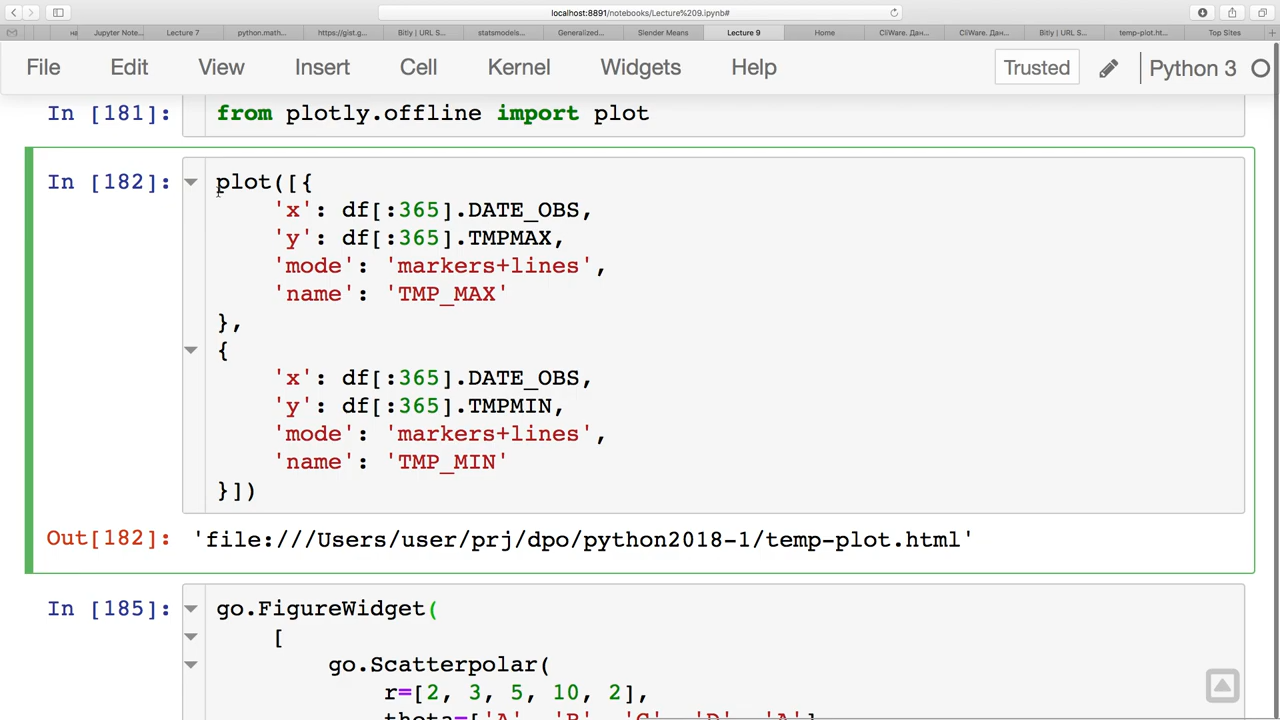 localhost:8891/notebooks/Lecture%209.ipynb#
на Jupyter Note... Lecture 7 python.math... https://gist.g... Bitly | URL S... statsmodels... Generalized... Slender Means Lecture 9 Home CliWare. Дан... CliWare. Дан... Bitly | URL S... temp-plot.ht... Top Sites
File Edit View Insert Cell Kernel Widgets Help Trusted Python 3
In [181]: from plotly.offline import plot
In [182]: plot([{
'x': df[:365].DATE_OBS,
'y': df[:365].TMPMAX,
'mode': 'markers+lines',
'name': 'TMP_MAX'
},
{
'x': df[:365].DATE_OBS,
'y': df[:365].TMPMIN,
'mode': 'markers+lines',
'name': 'TMP_MIN'
}])
Out[182]: 'file:///Users/user/prj/dpo/python2018-1/temp-plot.html'
In [185]: go.FigureWidget(
[
go.Scatterpolar(
r=[2, 3, 5, 10, 2],
theta=['A', 'B', 'C', 'D', 'A'],